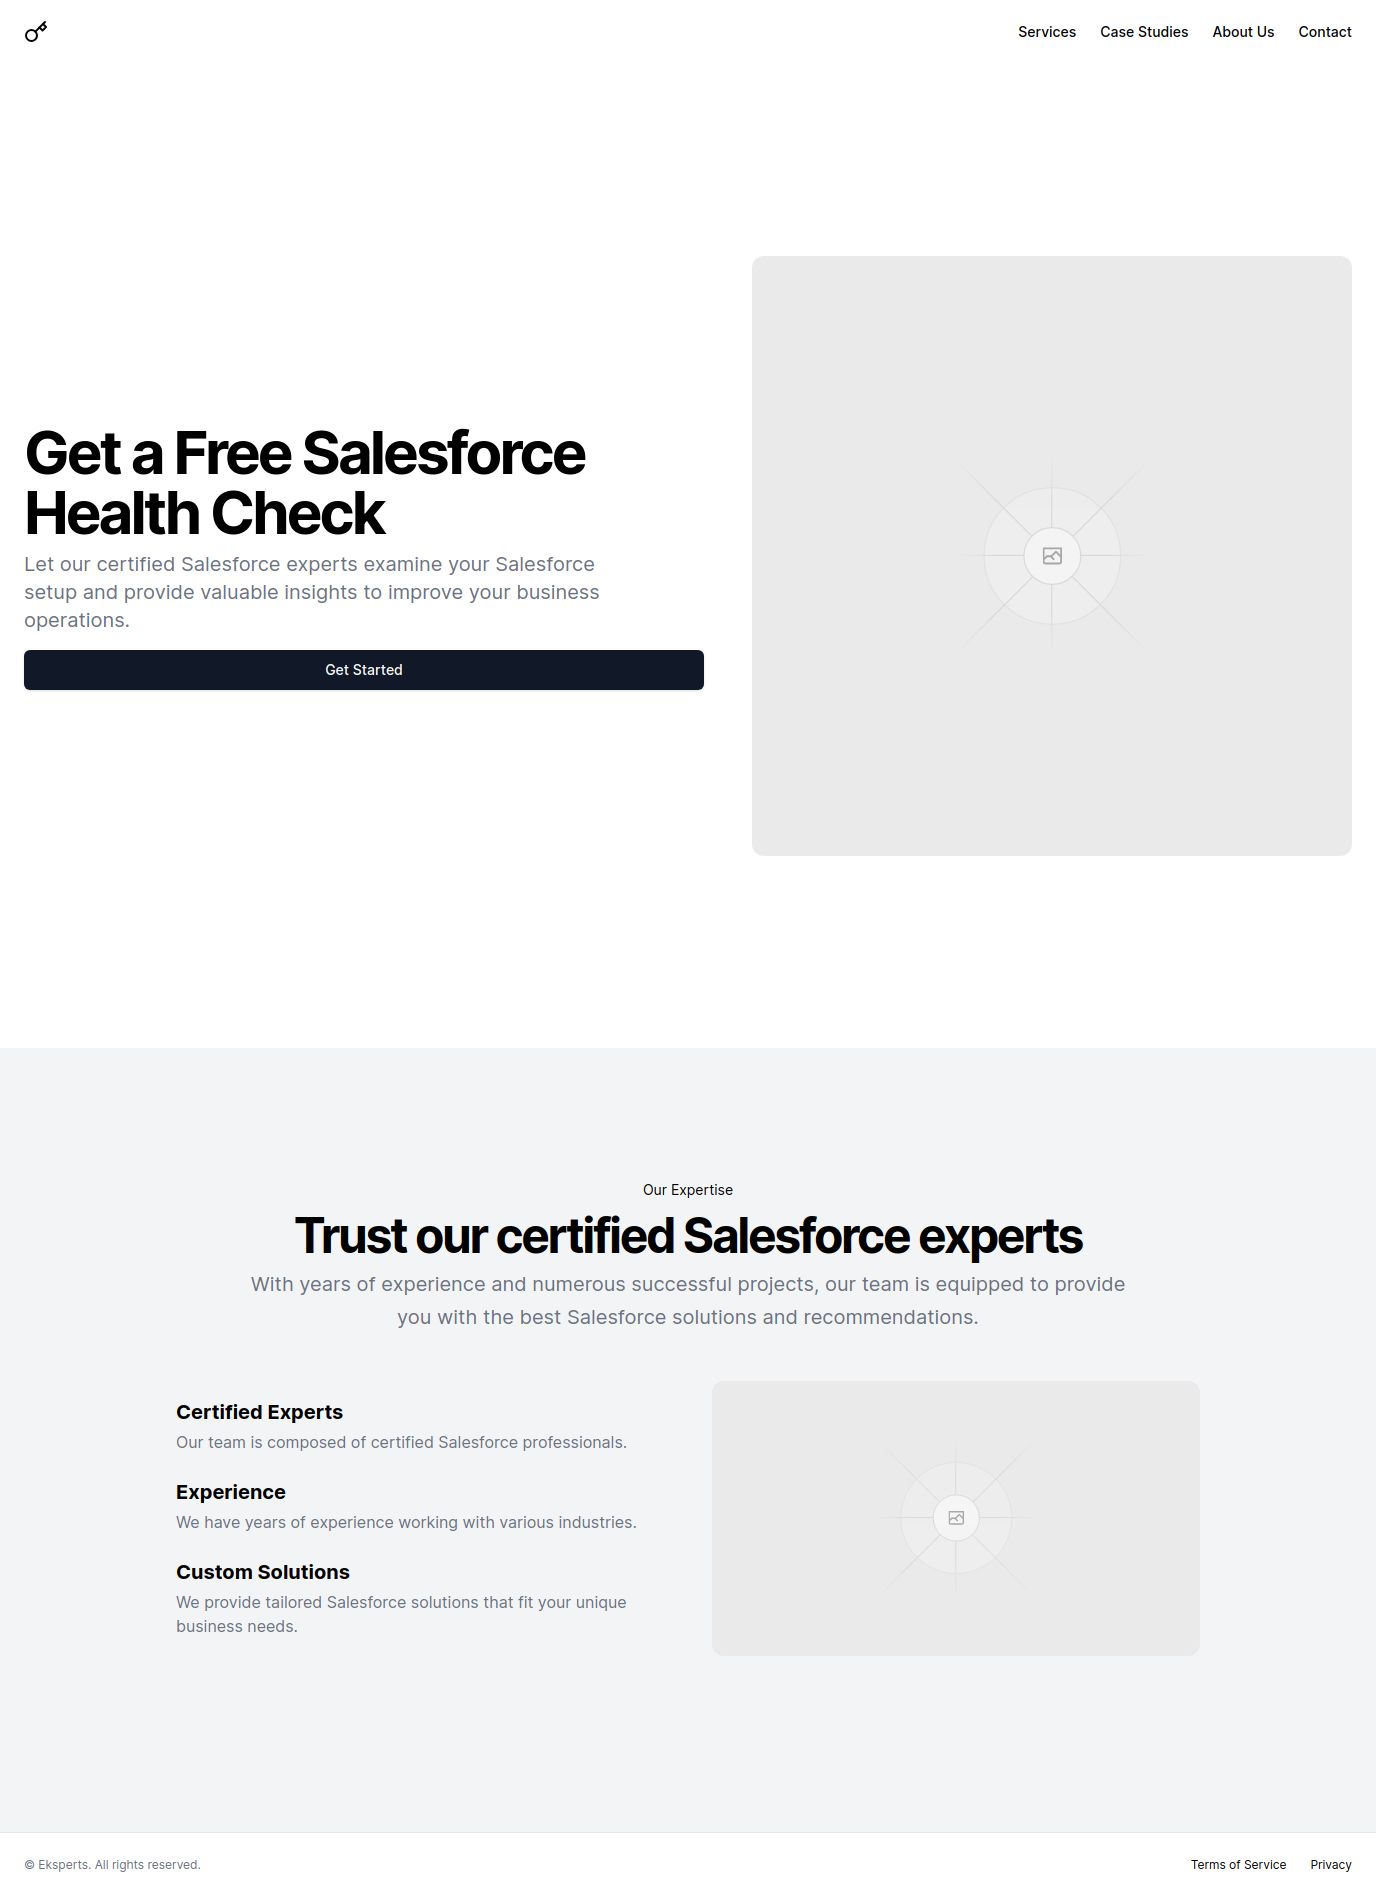 Services Case Studies About Us Contact
Get a Free Salesforce
Health Check
Let our certified Salesforce experts examine your Salesforce
setup and provide valuable insights to improve your business
operations.
Get Started
Our Expertise
Trust our certified Salesforce experts
With years of experience and numerous successful projects, our team is equipped to provide
you with the best Salesforce solutions and recommendations.
Certified Experts
Our team is composed of certified Salesforce professionals.
Experience
We have years of experience working with various industries.
Custom Solutions
We provide tailored Salesforce solutions that fit your unique
business needs.
© Eksperts. All rights reserved.
Terms of Service Privacy